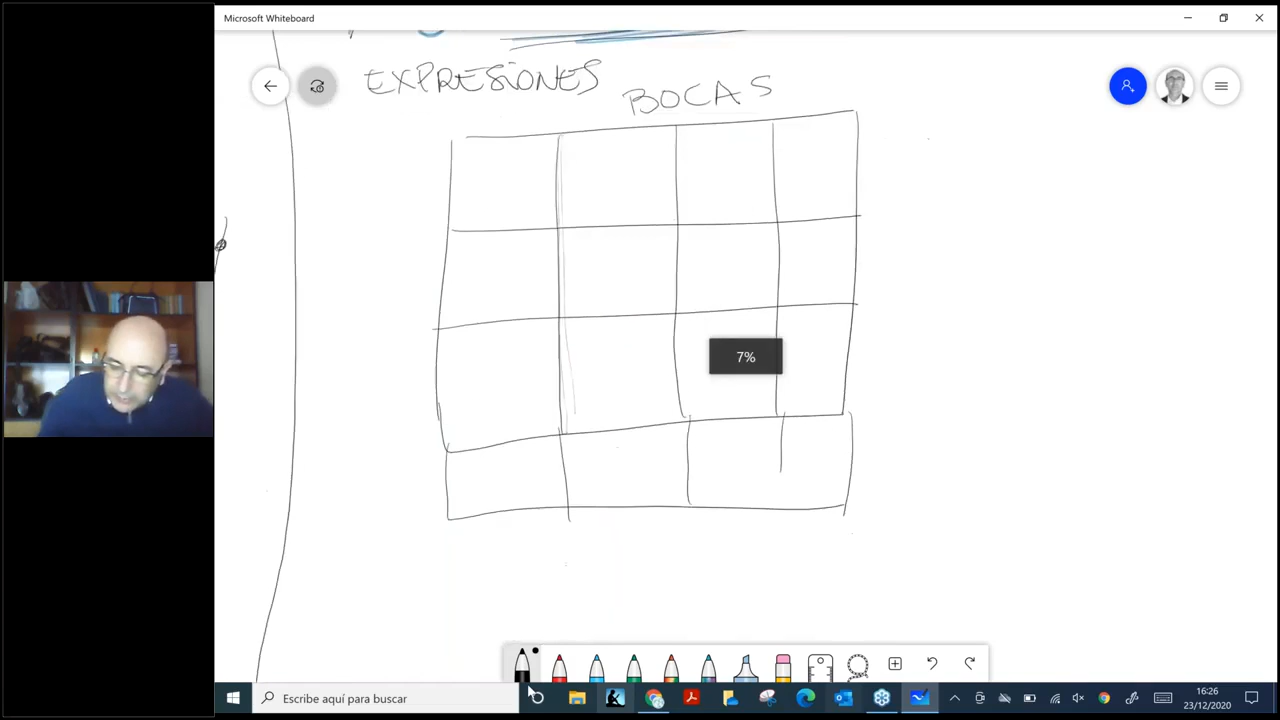 Microsoft Whiteboard
EXPRESIONES
BOCAS
7%
Escribe aquí para buscar
16:26
23/12/2020